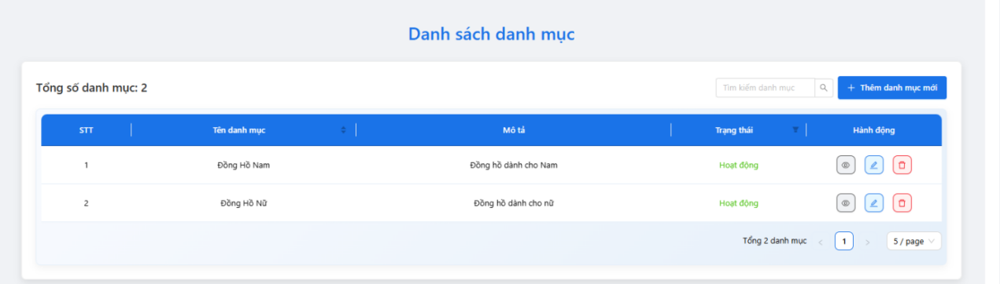 Danh sách danh mục
Tổng số danh mục: 2
Tìm kiếm danh mục
+ Thêm danh mục mới
STT Tên danh mục Mô tả Trạng thái Hành động
1 Đồng Hồ Nam Đồng hồ dành cho Nam Hoạt động
2 Đồng Hồ Nữ Đồng hồ dành cho nữ Hoạt động
Tổng 2 danh mục < 1 > 5 / page